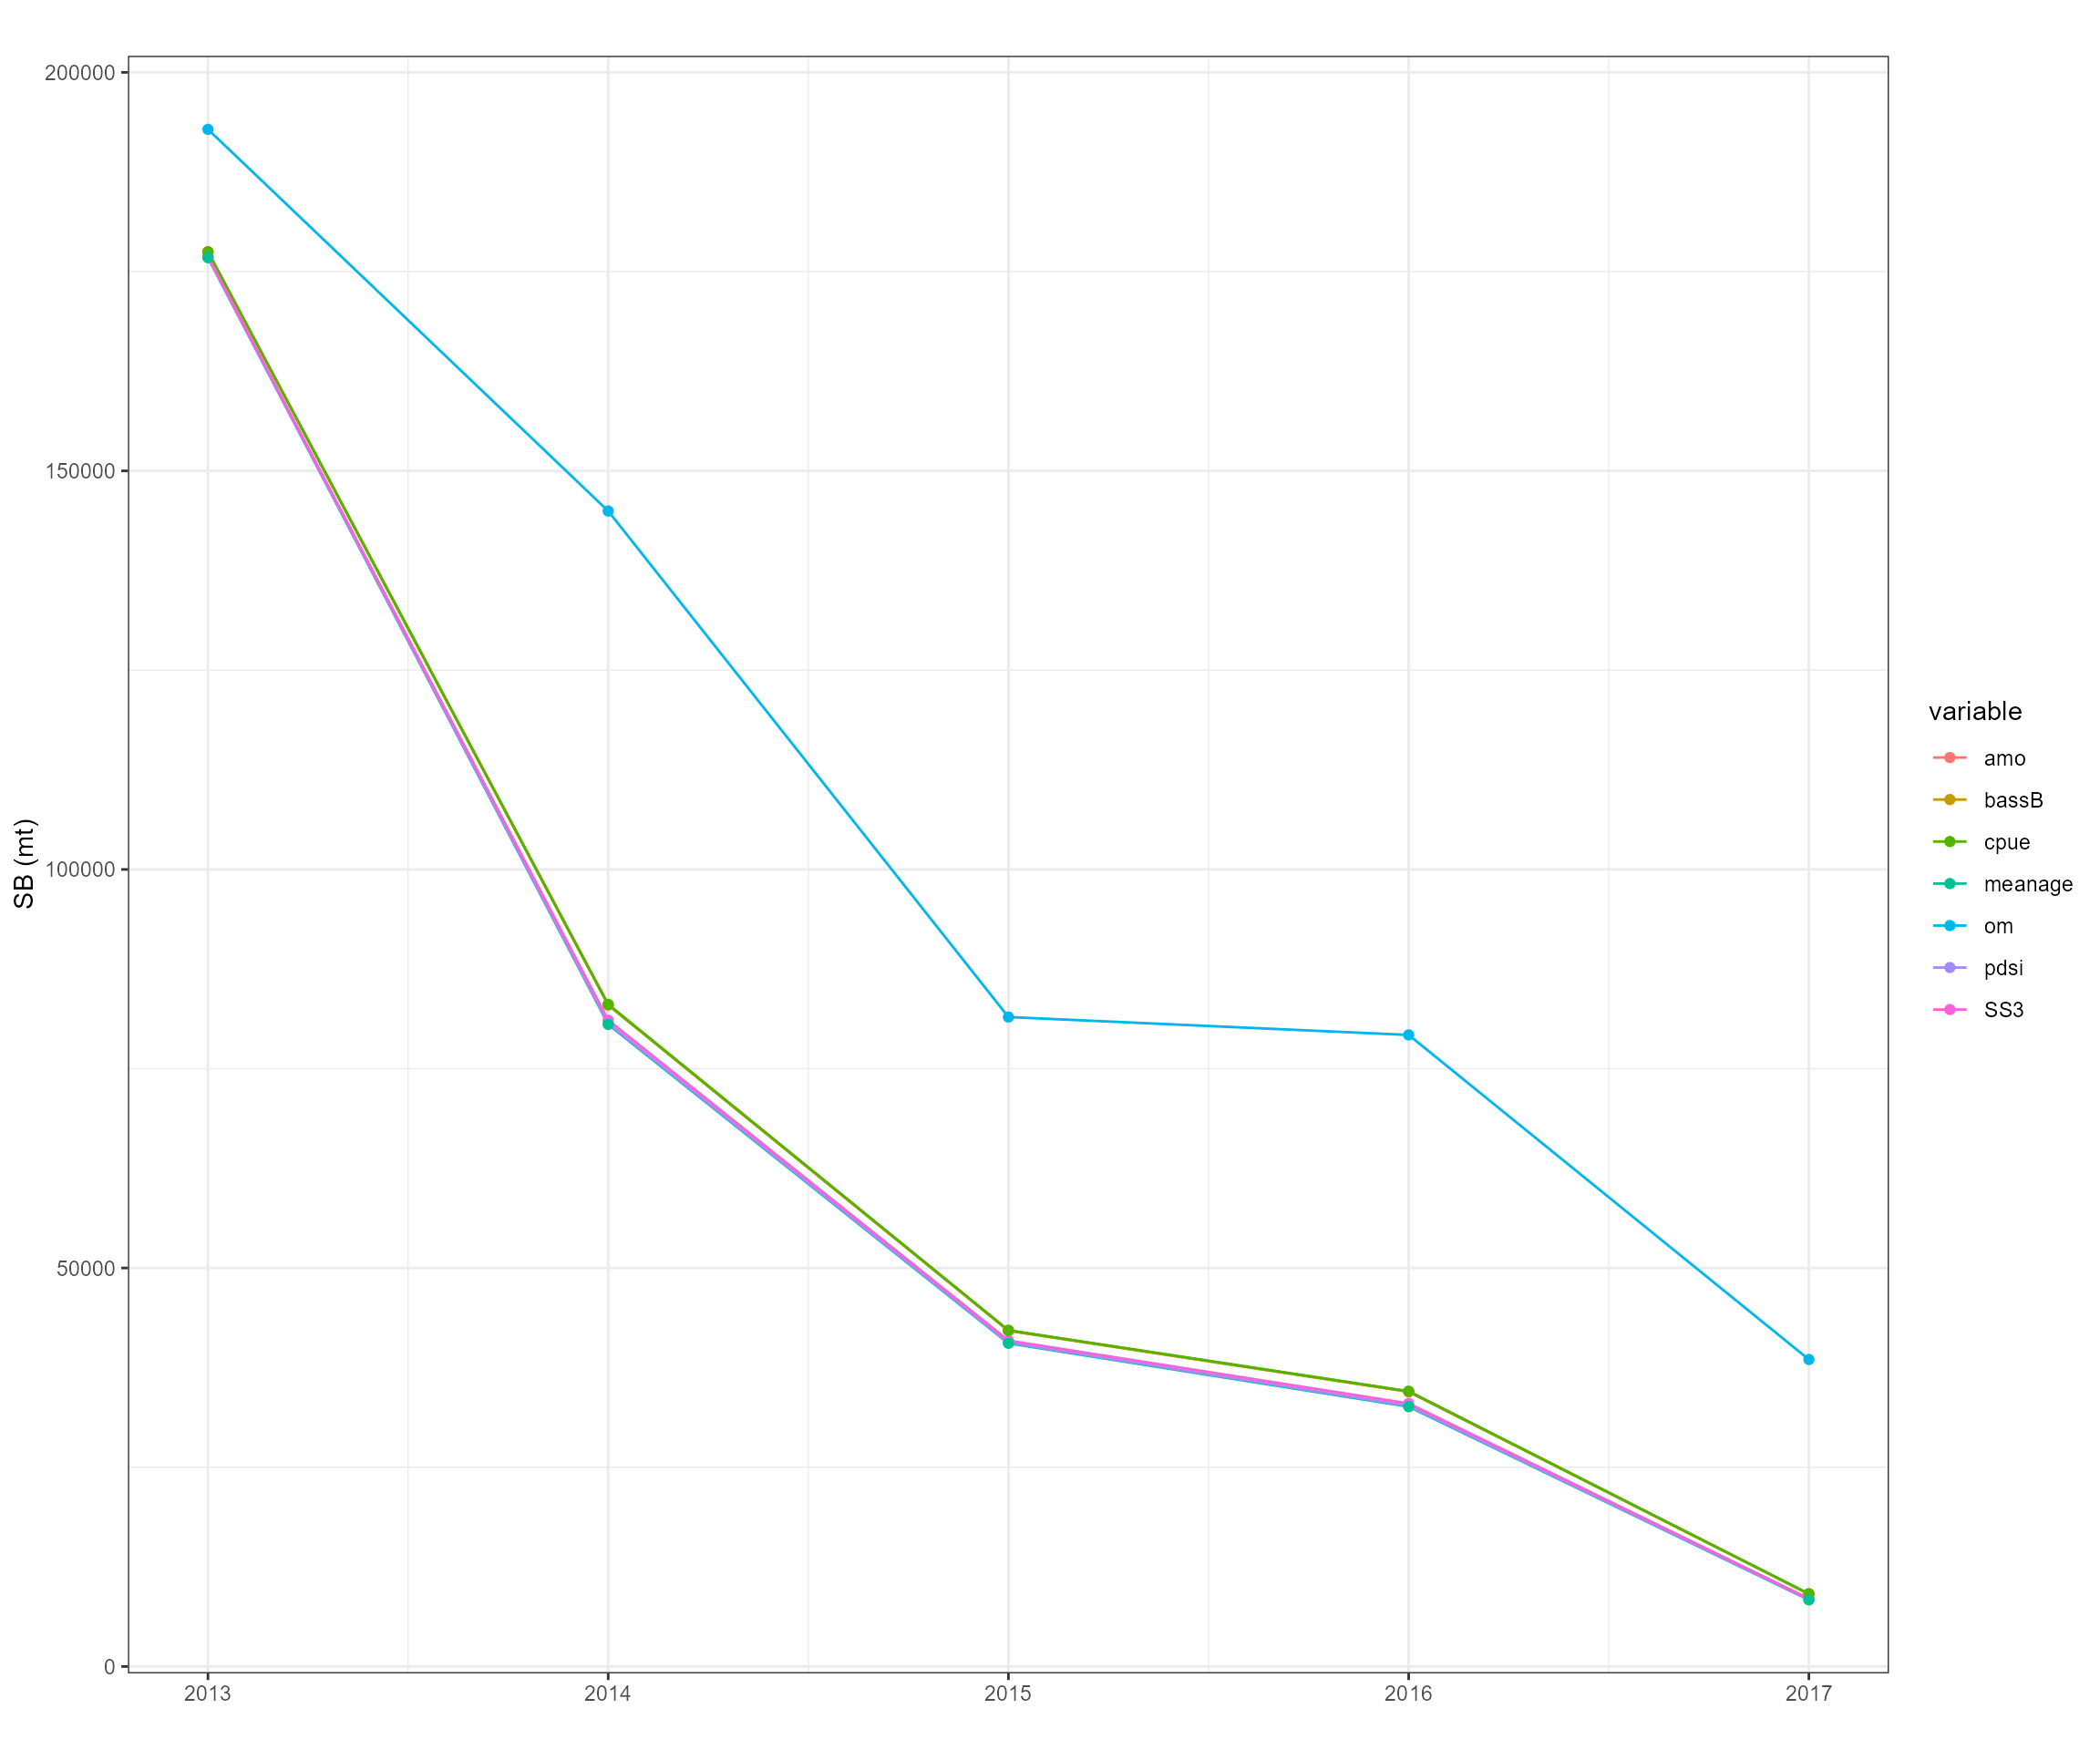 200000
150000
100000
50000
0
SB (mt)
2013 2014 2015 2016 2017
variable
amo
bassB
cpue
meanage
om
pdsi
SS3